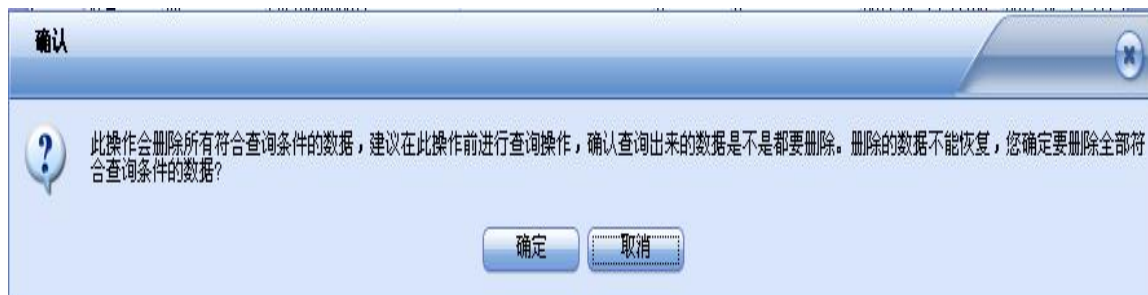 确认
此操作会删除所有符合查询条件的数据，建议在此操作前进行查询操作，确认查询出来的数据是不是都要删除。删除的数据不能恢复，您确定要删除全部符
合查询条件的数据?
确定
取消